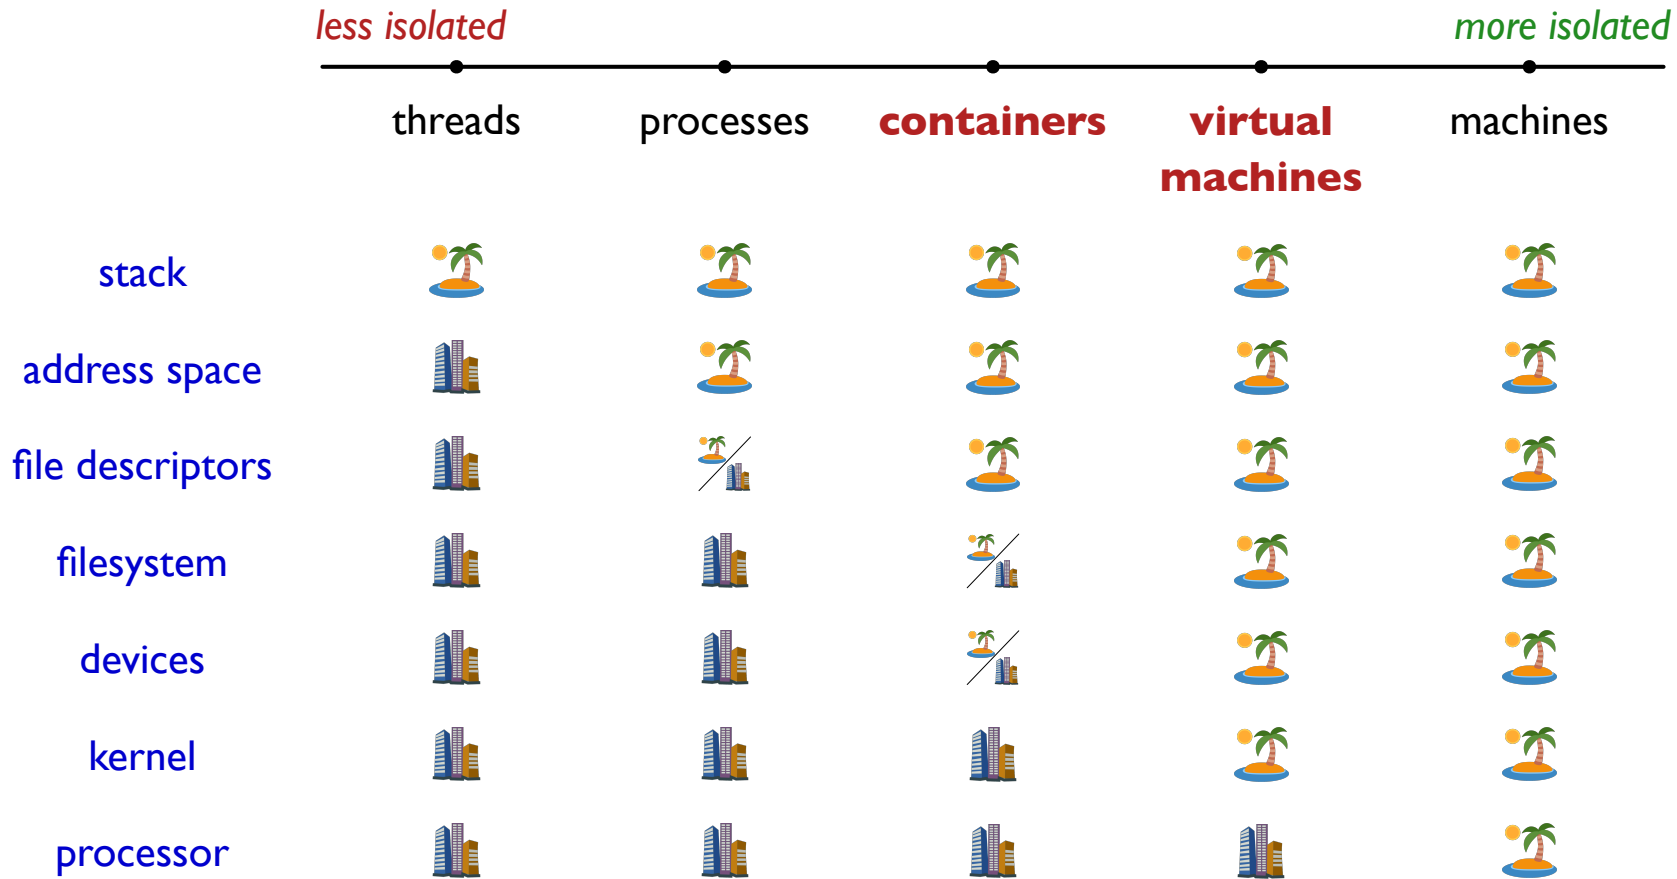 less isolated more isolated
threads processes containers virtual machines
machines
stack
address space
file descriptors
filesystem
devices
kernel
processor